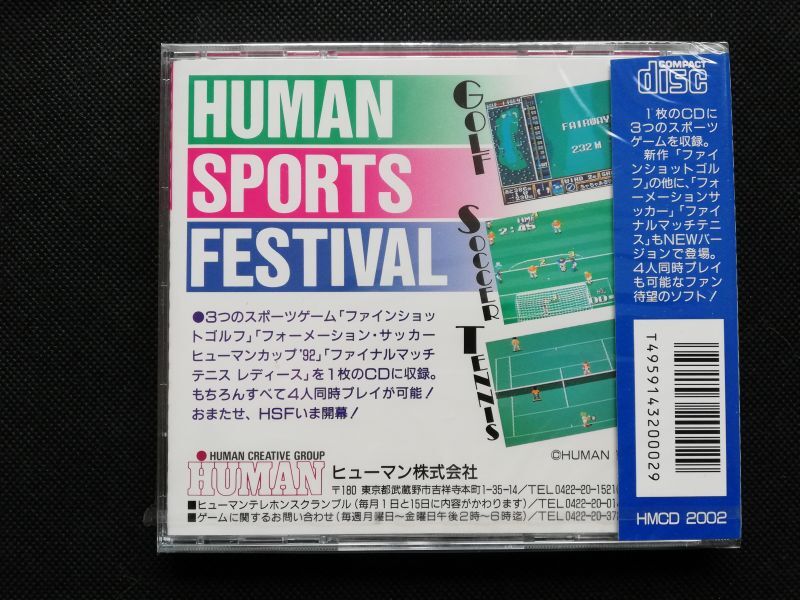 HUMAN
SPORTS
FESTIVAL
GOLF
SOCCER
TENNIS
FAIRWAY
232 M
WIND
TIME
2:45
●3つのスポーツゲーム「ファインショッ
トゴルフ」「フォーメーション・サッカー
ヒューマンカップ'92」「ファイナルマッチ
テニス レディース」を1枚のCDに収録。
もちろんすべて4人同時プレイが可能!
おまたせ、HSFいま開幕!
HUMAN CREATIVE GROUP
HUMAN
ヒューマン株式会社
©HUMAN
〒180 東京都武蔵野市吉祥寺本町1-35-14/TEL0422-20-1521
■ヒューマンテレホンスクランブル(毎月1日と15日に内容がかわります)/TEL0422-20-01
■ゲームに関するお問い合わせ(毎週月曜日〜金曜日午後2時〜6時迄)/TEL0422-20-37
COMPACT
disc
1枚のCDに
3つのスポーツ
ゲームを収録。
新作「ファイ
ンショットゴル
フ」の他に、「フォ
ーメーションサ
ッカー」「ファイ
ナルマッチテニ
ス」もNEWバー
ジョンで登場。
4人同時プレイ
も可能なファン
待望のソフト!
T4959143200029
HMCD 2002